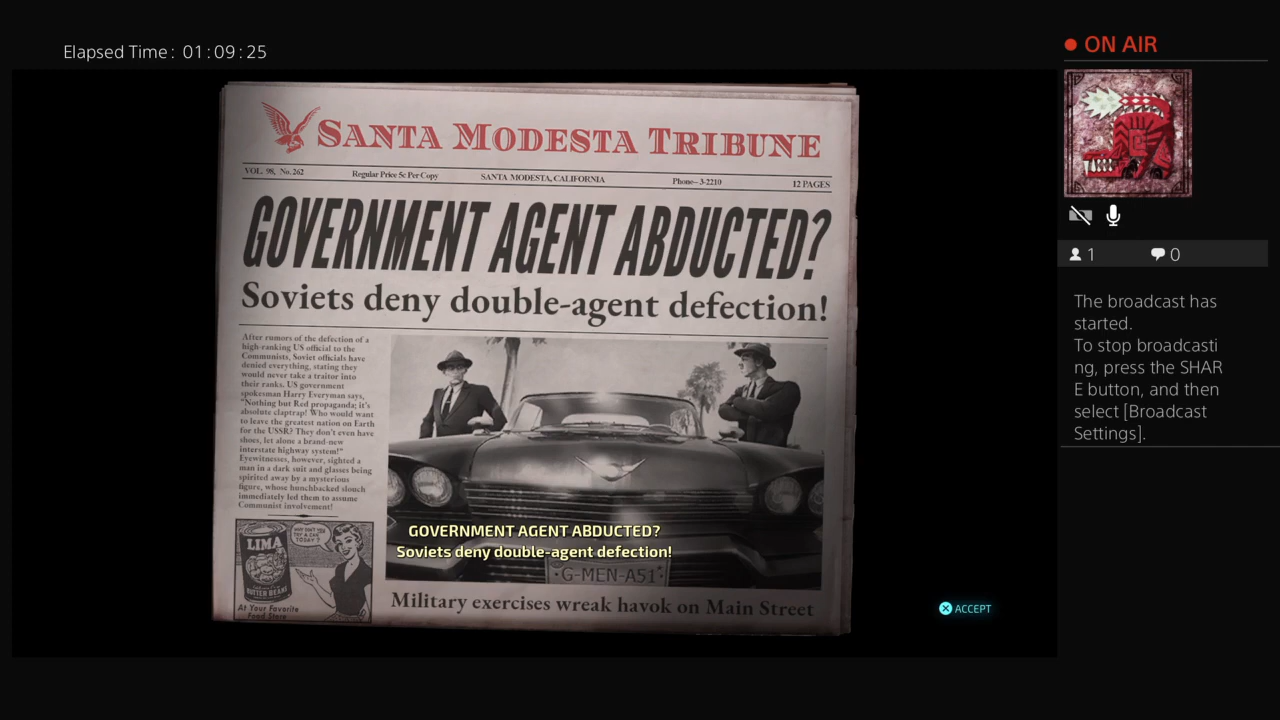 Elapsed Time: 01:09:25
ON AIR
SANTA MODESTA TRIBUNE
VOL. 98, No. 262 Regular Price 5c Per Copy SANTA MODESTA, CALIFORNIA Phone--3-2210 12 PAGES
GOVERNMENT AGENT ABDUCTED?
Soviets deny double-agent defection!
After rumors of the defection of a
high-ranking US official to the
Communists, Soviet officials have
denied everything, stating they
would never take a traitor into
their ranks. US government
spokesman Harry Everyman says,
"Nothing but Red propaganda; it's
absolute claptrap! Who would want
to leave the greatest nation on Earth
for the USSR? They don't even have
shoes, let alone a brand-new
interstate highway system!"
Eyewitnesses, however, sighted a
man in a dark suit and glasses being
spirited away by a mysterious
figure, whose hunchbacked slouch
immediately led them to assume
Communist involvement!
WHY DON'T YOU
TRY A CAN
TODAY?
LIMA
BUTTER BEANS
At Your Favorite
Food Store
GOVERNMENT AGENT ABDUCTED?
Soviets deny double-agent defection!
G-MEN-A51
Military exercises wreak havok on Main Street
ACCEPT
1
0
The broadcast has
started.
To stop broadcasti
ng, press the SHAR
E button, and then
select [Broadcast
Settings].